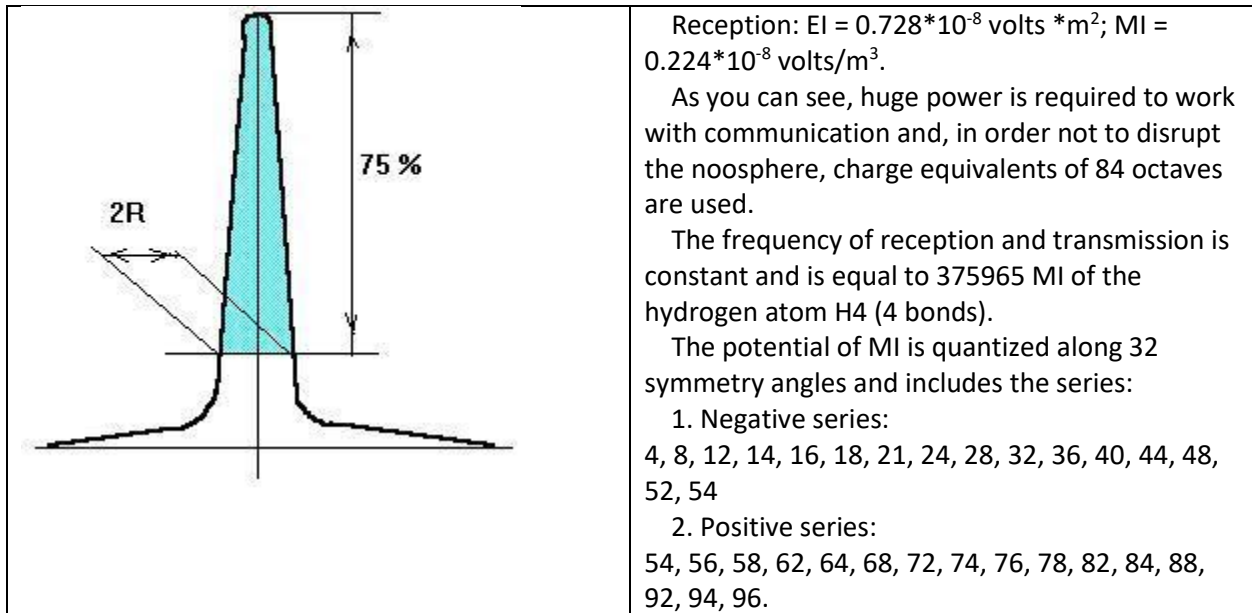 75 %
2R
Reception: EI = 0.728*10⁻⁸ volts *m²; MI =
0.224*10⁻⁸ volts/m³.
As you can see, huge power is required to work
with communication and, in order not to disrupt
the noosphere, charge equivalents of 84 octaves
are used.
The frequency of reception and transmission is
constant and is equal to 375965 MI of the
hydrogen atom H4 (4 bonds).
The potential of MI is quantized along 32
symmetry angles and includes the series:
1. Negative series:
4, 8, 12, 14, 16, 18, 21, 24, 28, 32, 36, 40, 44, 48,
52, 54
2. Positive series:
54, 56, 58, 62, 64, 68, 72, 74, 76, 78, 82, 84, 88,
92, 94, 96.